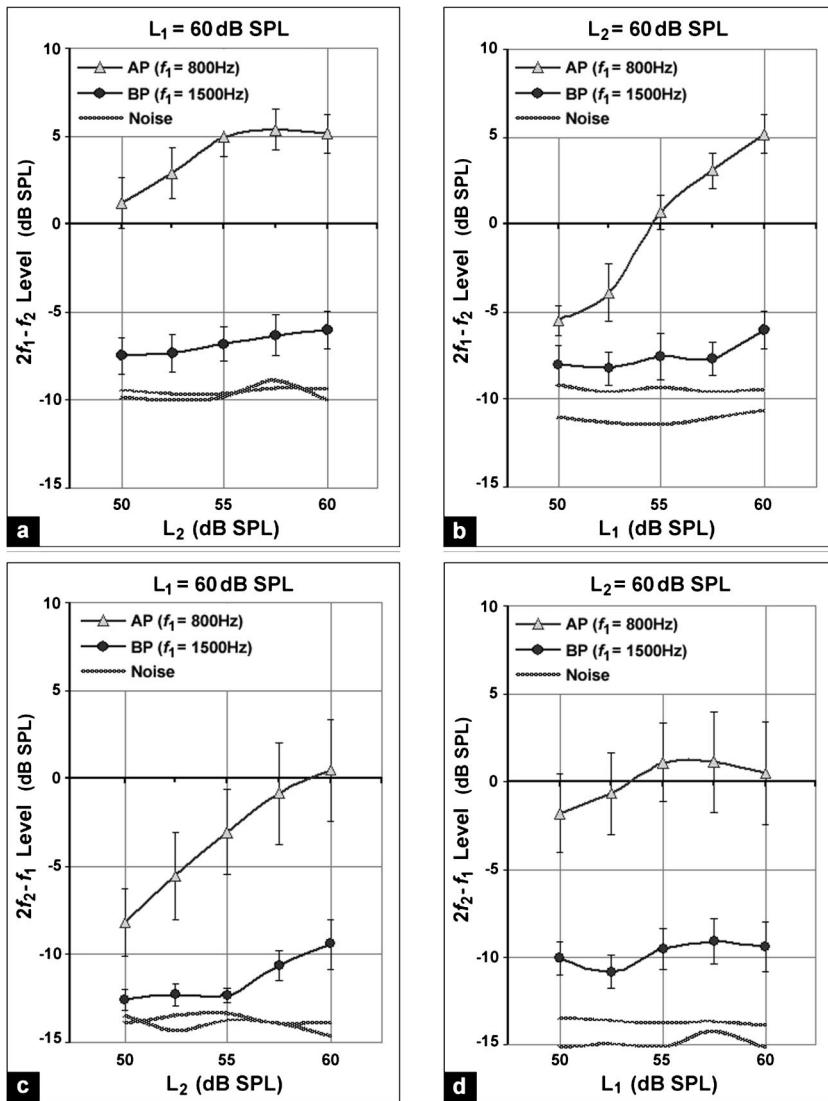 L₁ = 60 dB SPL
10
5
0
-5
-10
-15
2f₁- f₂ Level (dB SPL)
AP (f₁ = 800Hz)
BP (f₁ = 1500Hz)
Noise
50 55 60
L₂ (dB SPL)
a
L₂= 60 dB SPL
10
5
0
-5
-10
-15
2f₁- f₂ Level (dB SPL)
AP (f₁ = 800Hz)
BP (f₁ = 1500Hz)
Noise
50 55 60
L₁ (dB SPL)
b
L₁ = 60 dB SPL
10
5
0
-5
-10
-15
2f₂- f₁ Level (dB SPL)
AP (f₁ = 800Hz)
BP (f₁ = 1500Hz)
Noise
50 55 60
L₂ (dB SPL)
c
L₂= 60 dB SPL
10
5
0
-5
-10
-15
2f₂- f₁ Level (dB SPL)
AP (f₁ = 800Hz)
BP (f₁ = 1500Hz)
Noise
50 55 60
L₁ (dB SPL)
d